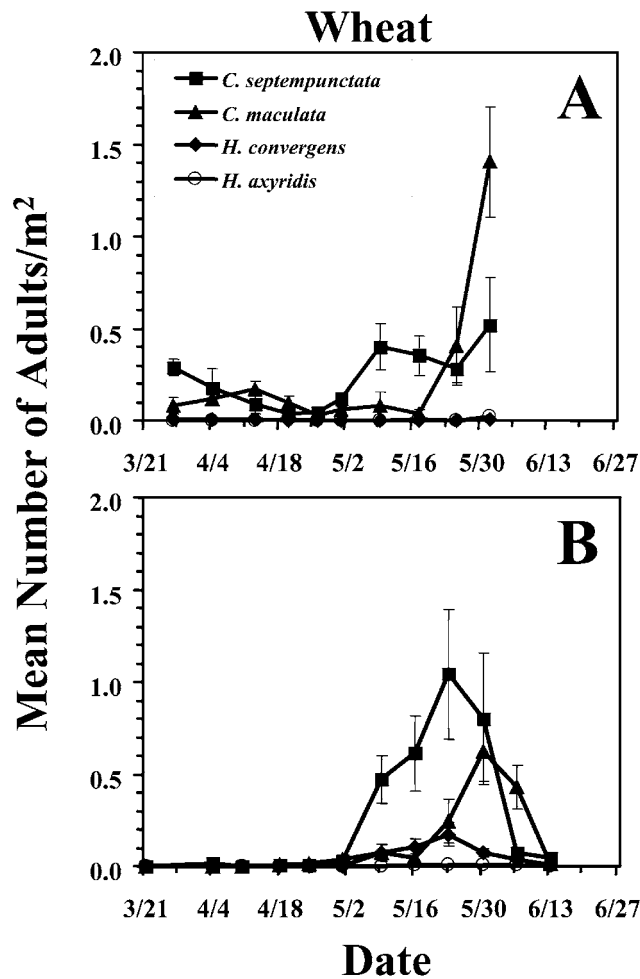 Wheat
2.0
C. septempunctata
C. maculata
H. convergens
H. axyridis
A
1.5
1.0
0.5
0.0
3/21 4/4 4/18 5/2 5/16 5/30 6/13 6/27
2.0
B
1.5
1.0
0.5
0.0
3/21 4/4 4/18 5/2 5/16 5/30 6/13 6/27
Mean Number of Adults/m²
Date